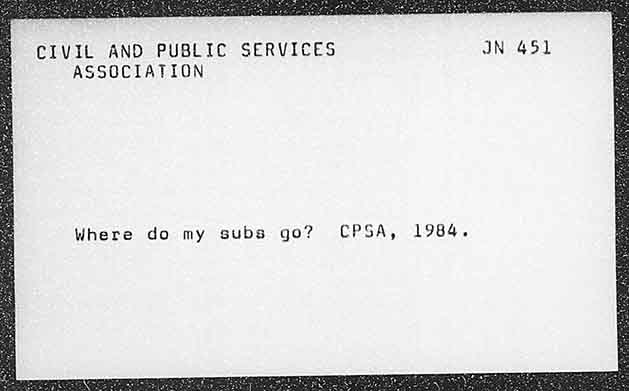 CIVIL AND PUBLIC SERVICES JN 451
ASSOCIATION
Where do my subs go? CPSA, 1984.